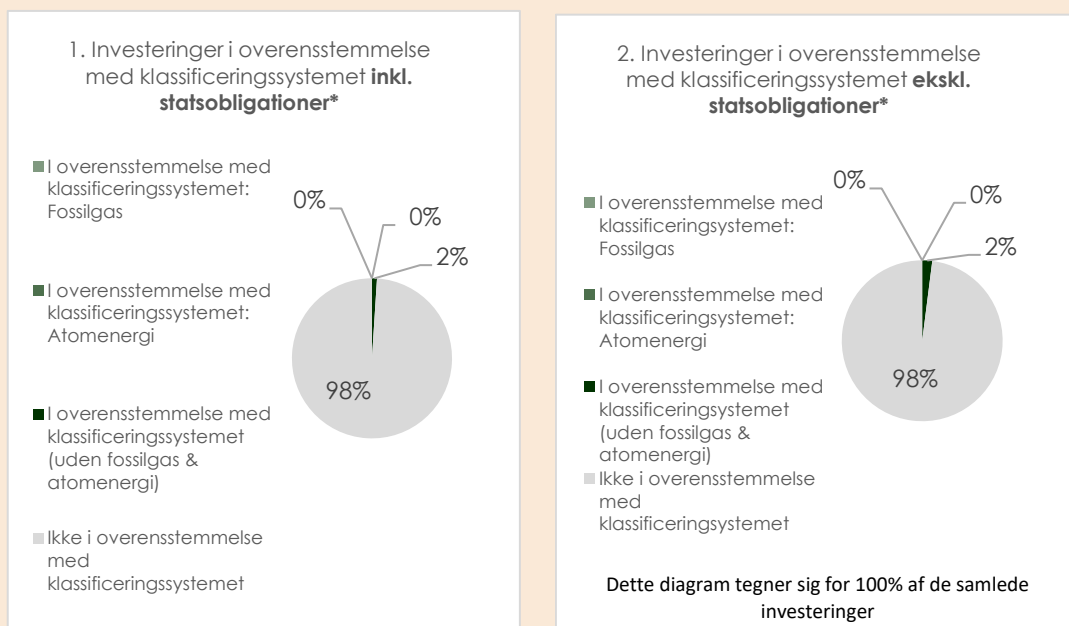 1. Investeringer i overensstemmelse
med klassificeringssystemet inkl.
statsobligationer*
I overensstemmelse med
klassificeringssystemet:
Fossilgas
I overensstemmelse med
klassificeringssystemet:
Atomenergi
I overensstemmelse med
klassificeringssystemet
(uden fossilgas &
atomenergi)
Ikke i overensstemmelse
med
klassificeringssystemet
0%
0%
2%
98%
2. Investeringer i overensstemmelse
med klassificeringssystemet ekskl.
statsobligationer*
I overensstemmelse med
klassificeringssystemet:
Fossilgas
I overensstemmelse med
klassificeringssystemet:
Atomenergi
I overensstemmelse med
klassificeringssystemet
(uden fossilgas &
atomenergi)
Ikke i overensstemmelse
med
klassificeringsystemet
0%
0%
2%
98%
Dette diagram tegner sig for 100% af de samlede
investeringer